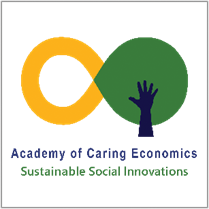 Academy of Caring Economics
Sustainable Social Innovations